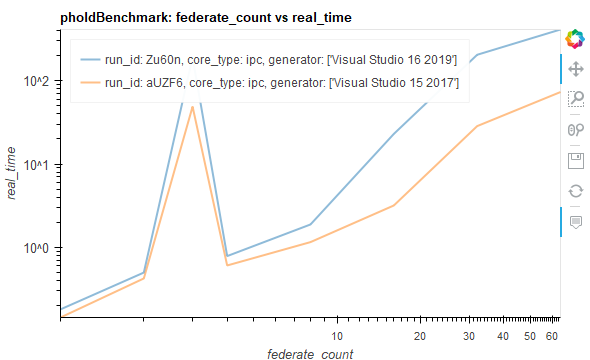 pholdBenchmark: federate_count vs real_time
run_id: Zu60n, core_type: ipc, generator: ['Visual Studio 16 2019']
run_id: aUZF6, core_type: ipc, generator: ['Visual Studio 15 2017']
real_time
10^2
10^1
10^0
10 20 30 40 50 60
federate_count